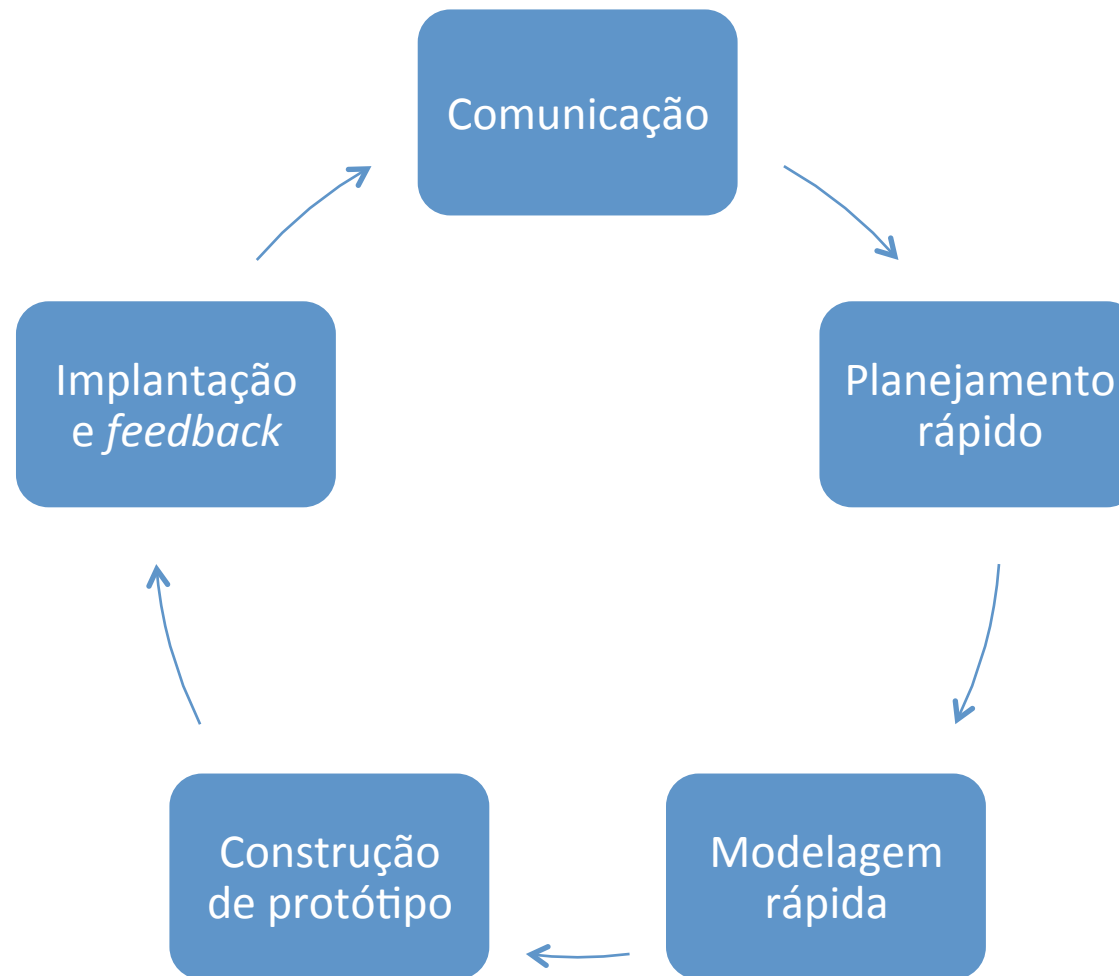 Comunicação
Planejamento
rápido
Modelagem
rápida
Construção
de protótipo
Implantação
e feedback